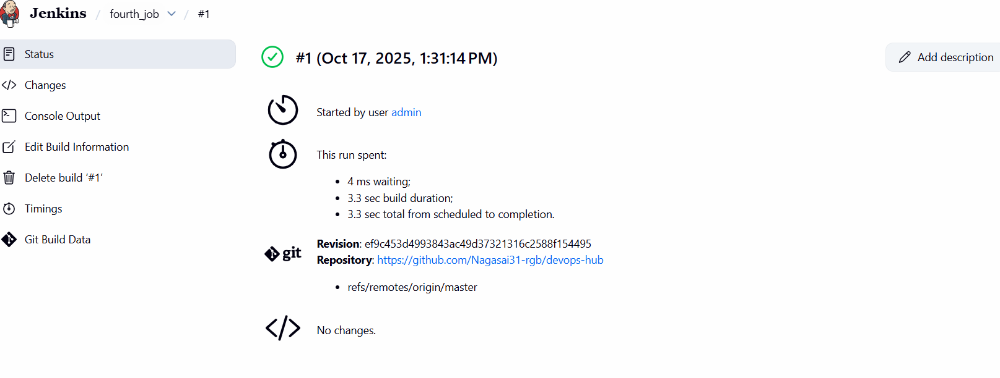 Jenkins / fourth_job / #1
Status
Changes
Console Output
Edit Build Information
Delete build ‘#1’
Timings
Git Build Data
#1 (Oct 17, 2025, 1:31:14 PM)
Add description
Started by user admin
This run spent:
• 4 ms waiting;
• 3.3 sec build duration;
• 3.3 sec total from scheduled to completion.
git
Revision: ef9c453d4993843ac49d37321316c2588f154495
Repository: https://github.com/Nagasai31-rgb/devops-hub
• refs/remotes/origin/master
No changes.